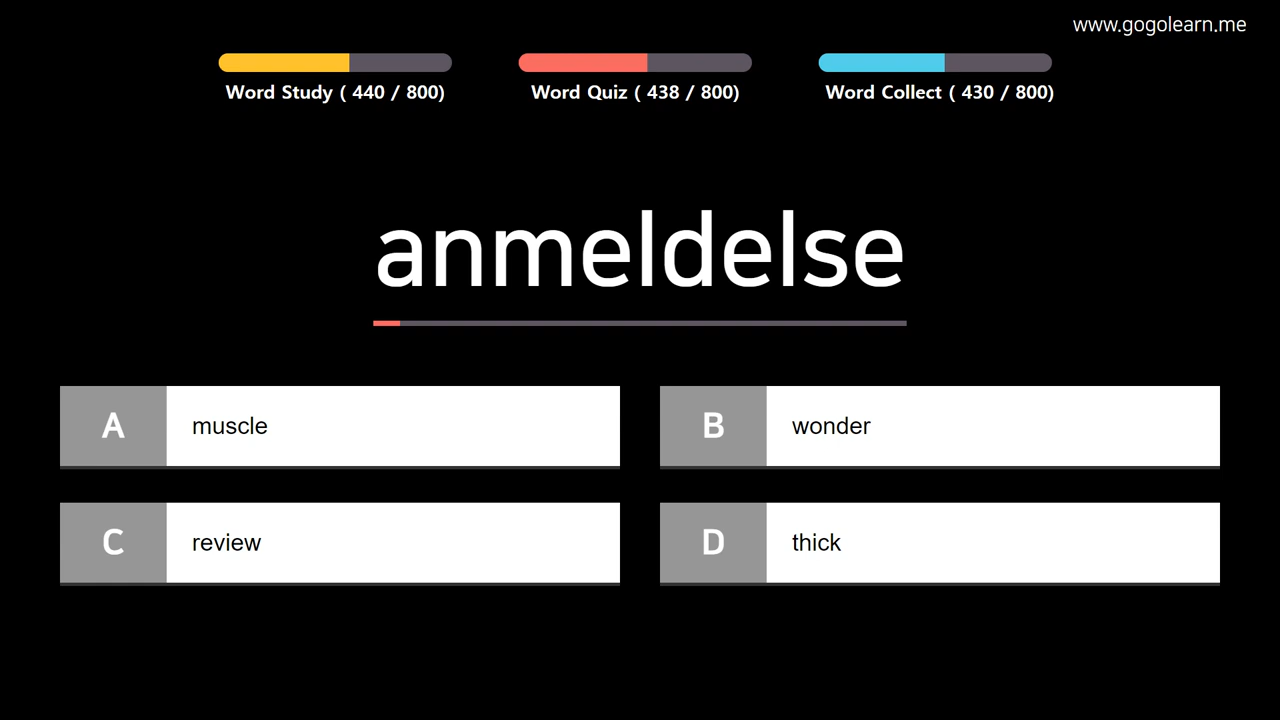 www.gogolearn.me
Word Study ( 440 / 800)
Word Quiz ( 438 / 800)
Word Collect ( 430 / 800)
anmeldelse
A muscle
B wonder
C review
D thick